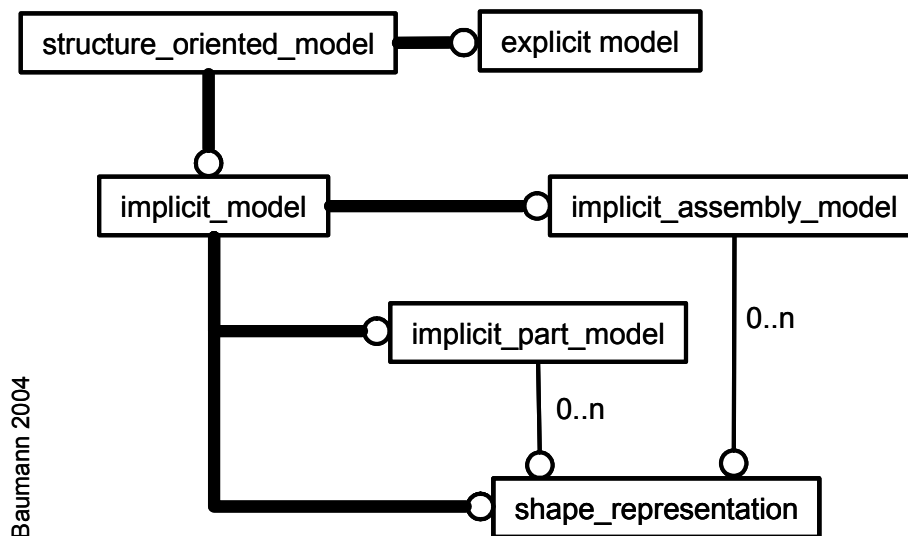 structure_oriented_model
explicit model
implicit_model
implicit_assembly_model
0..n
implicit_part_model
0..n
shape_representation
Baumann 2004